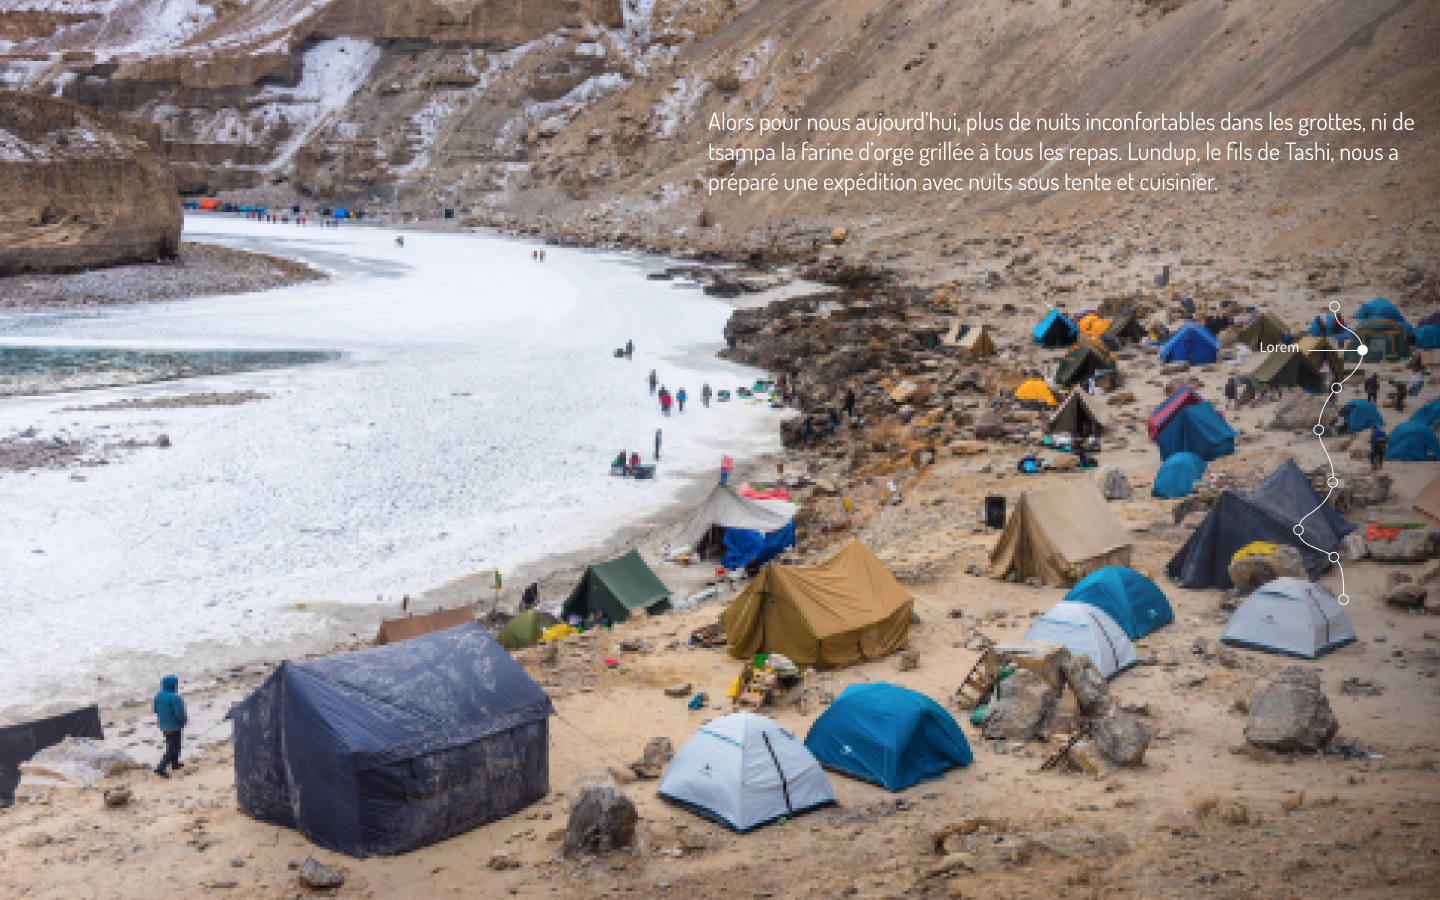 Alors pour nous aujourd'hui, plus de nuits inconfortables dans les grottes, ni de
tsampa la farine d'orge grillée à tous les repas. Lundup, le fils de Tashi, nous a
préparé une expédition avec nuits sous tente et cuisinier.
Lorem